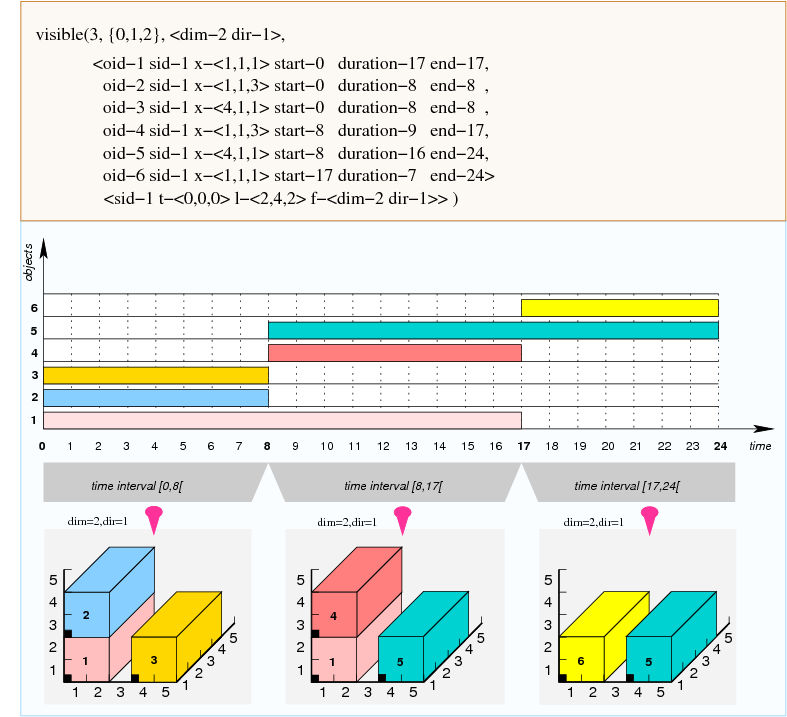 visible(3, {0,1,2}, <dim−2 dir−1>,
<oid−1 sid−1 x−<1,1,1> start−0 duration−17 end−17,
oid−2 sid−1 x−<1,1,3> start−0 duration−8 end−8 ,
oid−3 sid−1 x−<4,1,1> start−0 duration−8 end−8 ,
oid−4 sid−1 x−<1,1,3> start−8 duration−9 end−17,
oid−5 sid−1 x−<4,1,1> start−8 duration−16 end−24,
oid−6 sid−1 x−<1,1,1> start−17 duration−7 end−24>
<sid−1 t−<0,0,0> l−<2,4,2> f−<dim−2 dir−1>> )
objects
6
5
4
3
2
1
0 1 2 3 4 5 6 7 8 9 10 11 12 13 14 15 16 17 18 19 20 21 22 23 24 time
time interval [0,8[ time interval [8,17[ time interval [17,24[
dim=2,dir=1 dim=2,dir=1 dim=2,dir=1
5
4
3
2
1
2
1
3
1 2 3 4 5
1 2 3 4 5
5
4
3
2
1
4
1
5
1 2 3 4 5
1 2 3 4 5
5
4
3
2
1
6
5
1 2 3 4 5
1 2 3 4 5